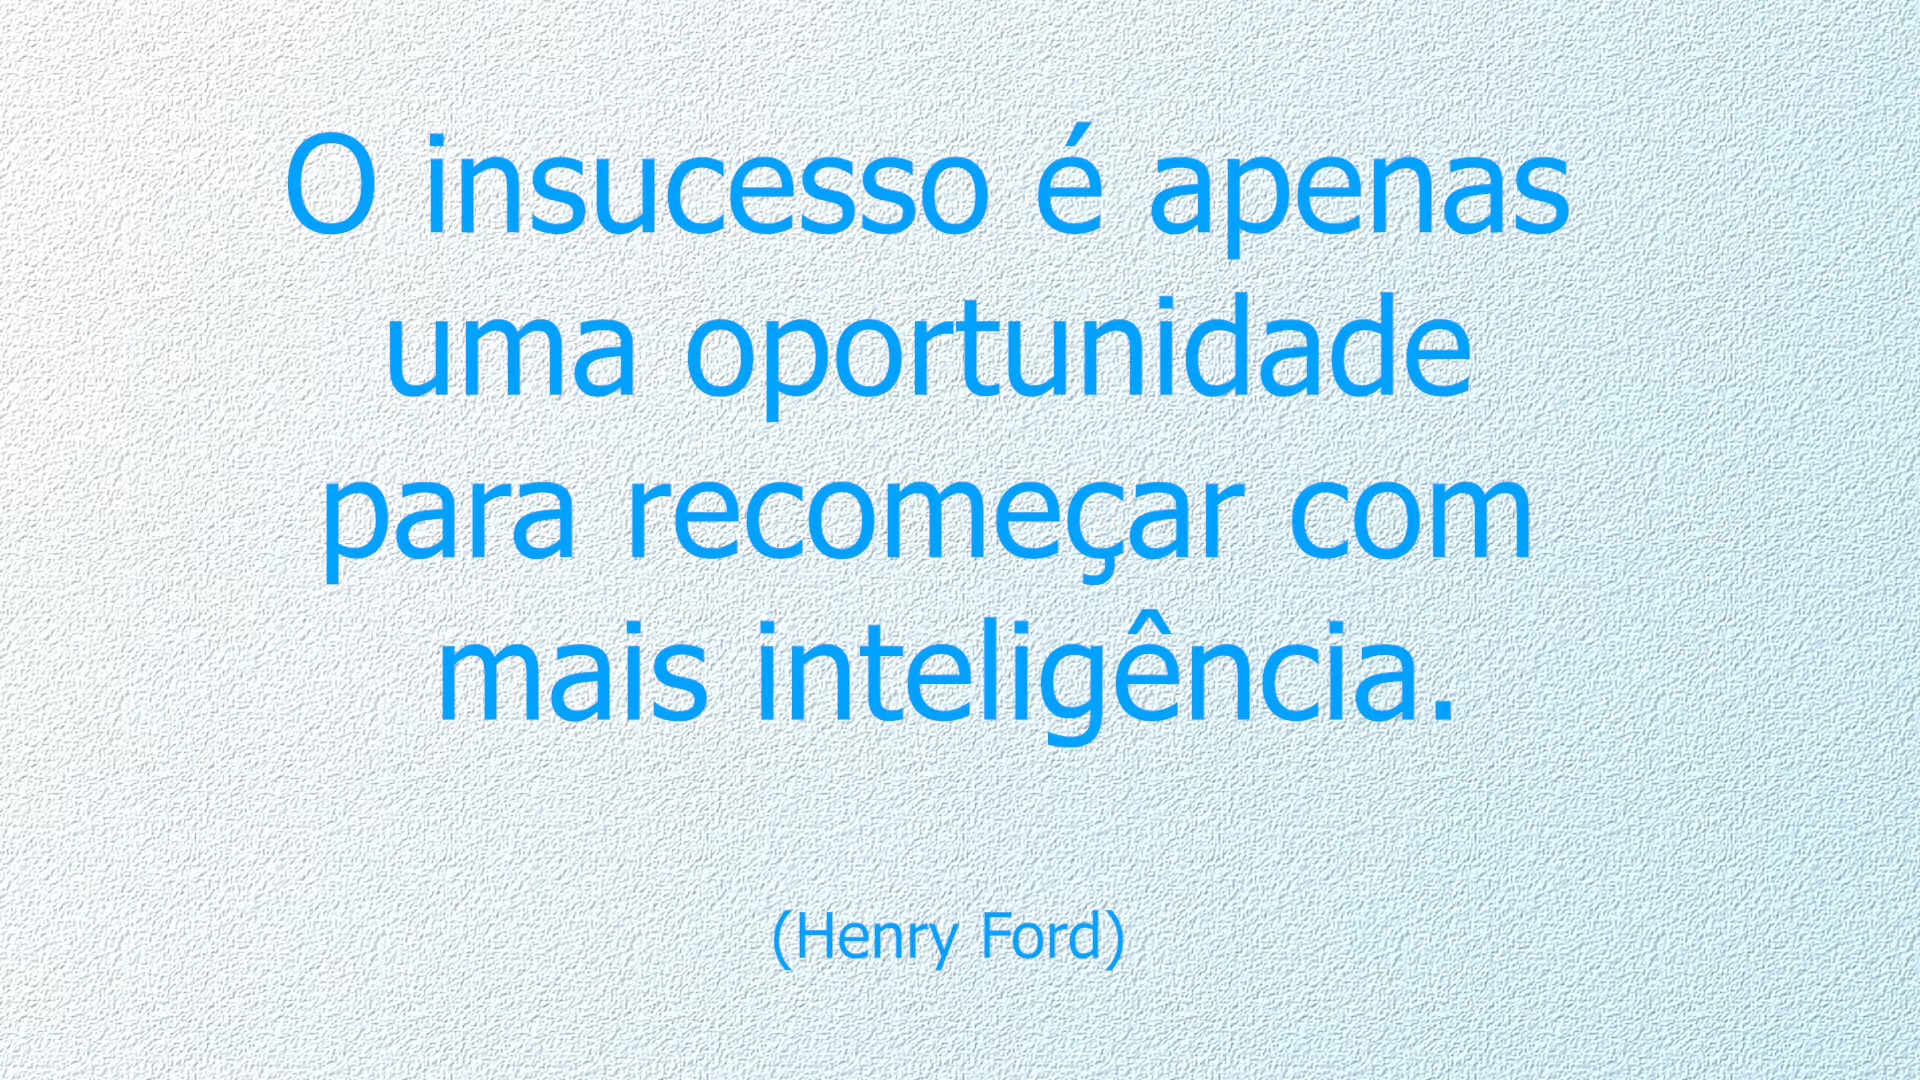 O insucesso é apenas
uma oportunidade
para recomeçar com
mais inteligência.
(Henry Ford)